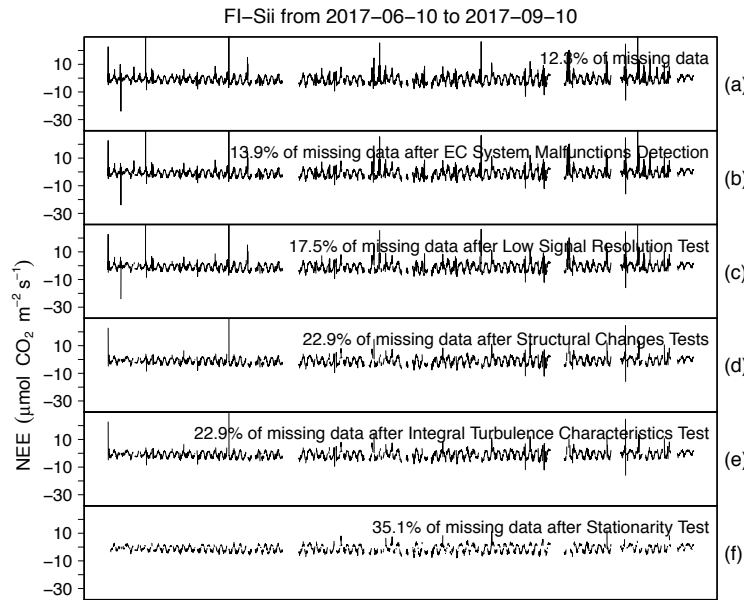 FI−Sii from 2017−06−10 to 2017−09−10
12.3% of missing data
10
−10
−30
(a)
13.9% of missing data after EC System Malfunctions Detection
10
−10
−30
(b)
17.5% of missing data after Low Signal Resolution Test
10
−10
−30
(c)
22.9% of missing data after Structural Changes Tests
10
−10
−30
(d)
22.9% of missing data after Integral Turbulence Characteristics Test
10
−10
−30
(e)
35.1% of missing data after Stationarity Test
10
−10
−30
(f)
NEE (μmol CO₂ m⁻² s⁻¹)